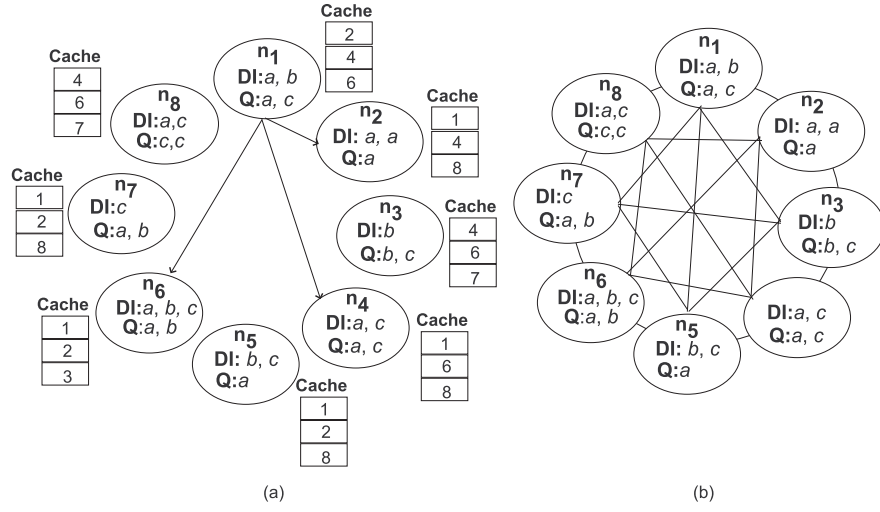 Cache
2
4
6
n1
DI:a, b
Q:a, c
Cache
4
6
7
n8
DI:a,c
Q:c,c
n2
DI: a, a
Q:a
Cache
1
4
8
Cache
1
2
8
n7
DI:c
Q:a, b
n3
DI:b
Q:b, c
Cache
4
6
7
n6
DI:a, b, c
Q:a, b
Cache
1
2
3
n5
DI: b, c
Q:a
Cache
1
2
8
n4
DI:a, c
Q:a, c
Cache
1
6
8
(a)
n1
DI:a, b
Q:a, c
n8
DI:a,c
Q:c,c
n2
DI: a, a
Q:a
n7
DI:c
Q:a, b
n3
DI:b
Q:b, c
n6
DI:a, b, c
Q:a, b
DI:a, c
Q:a, c
n5
DI: b, c
Q:a
(b)